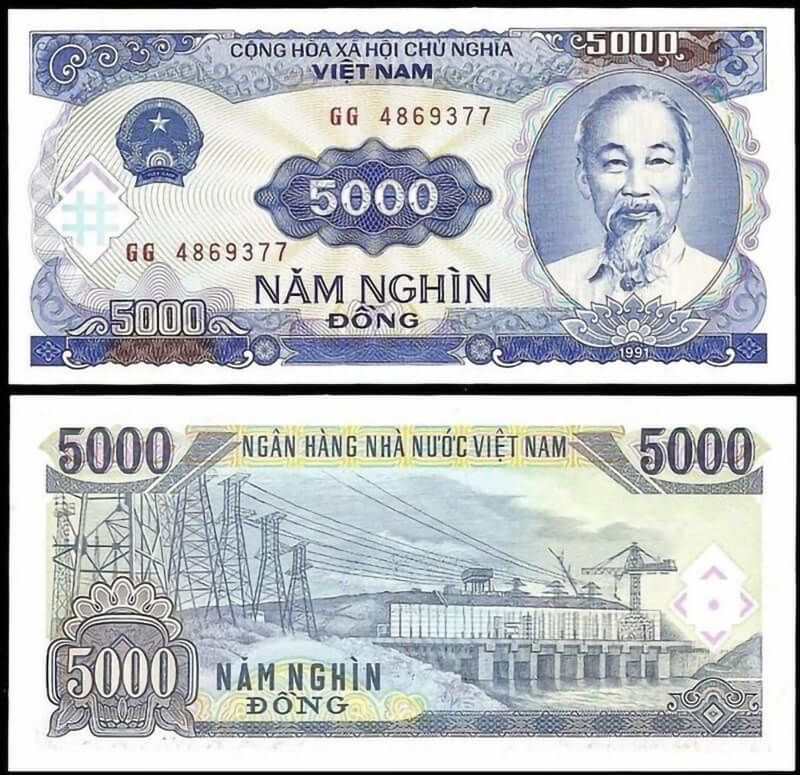 CỘNG HÒA XÃ HỘI CHỦ NGHĨA
VIỆT NAM
5000
GG 4869377
5000
GG 4869377
NĂM NGHÌN
ĐỒNG
5000
1991
5000
NGÂN HÀNG NHÀ NƯỚC VIỆT NAM
5000
5000
NĂM NGHÌN
ĐỒNG